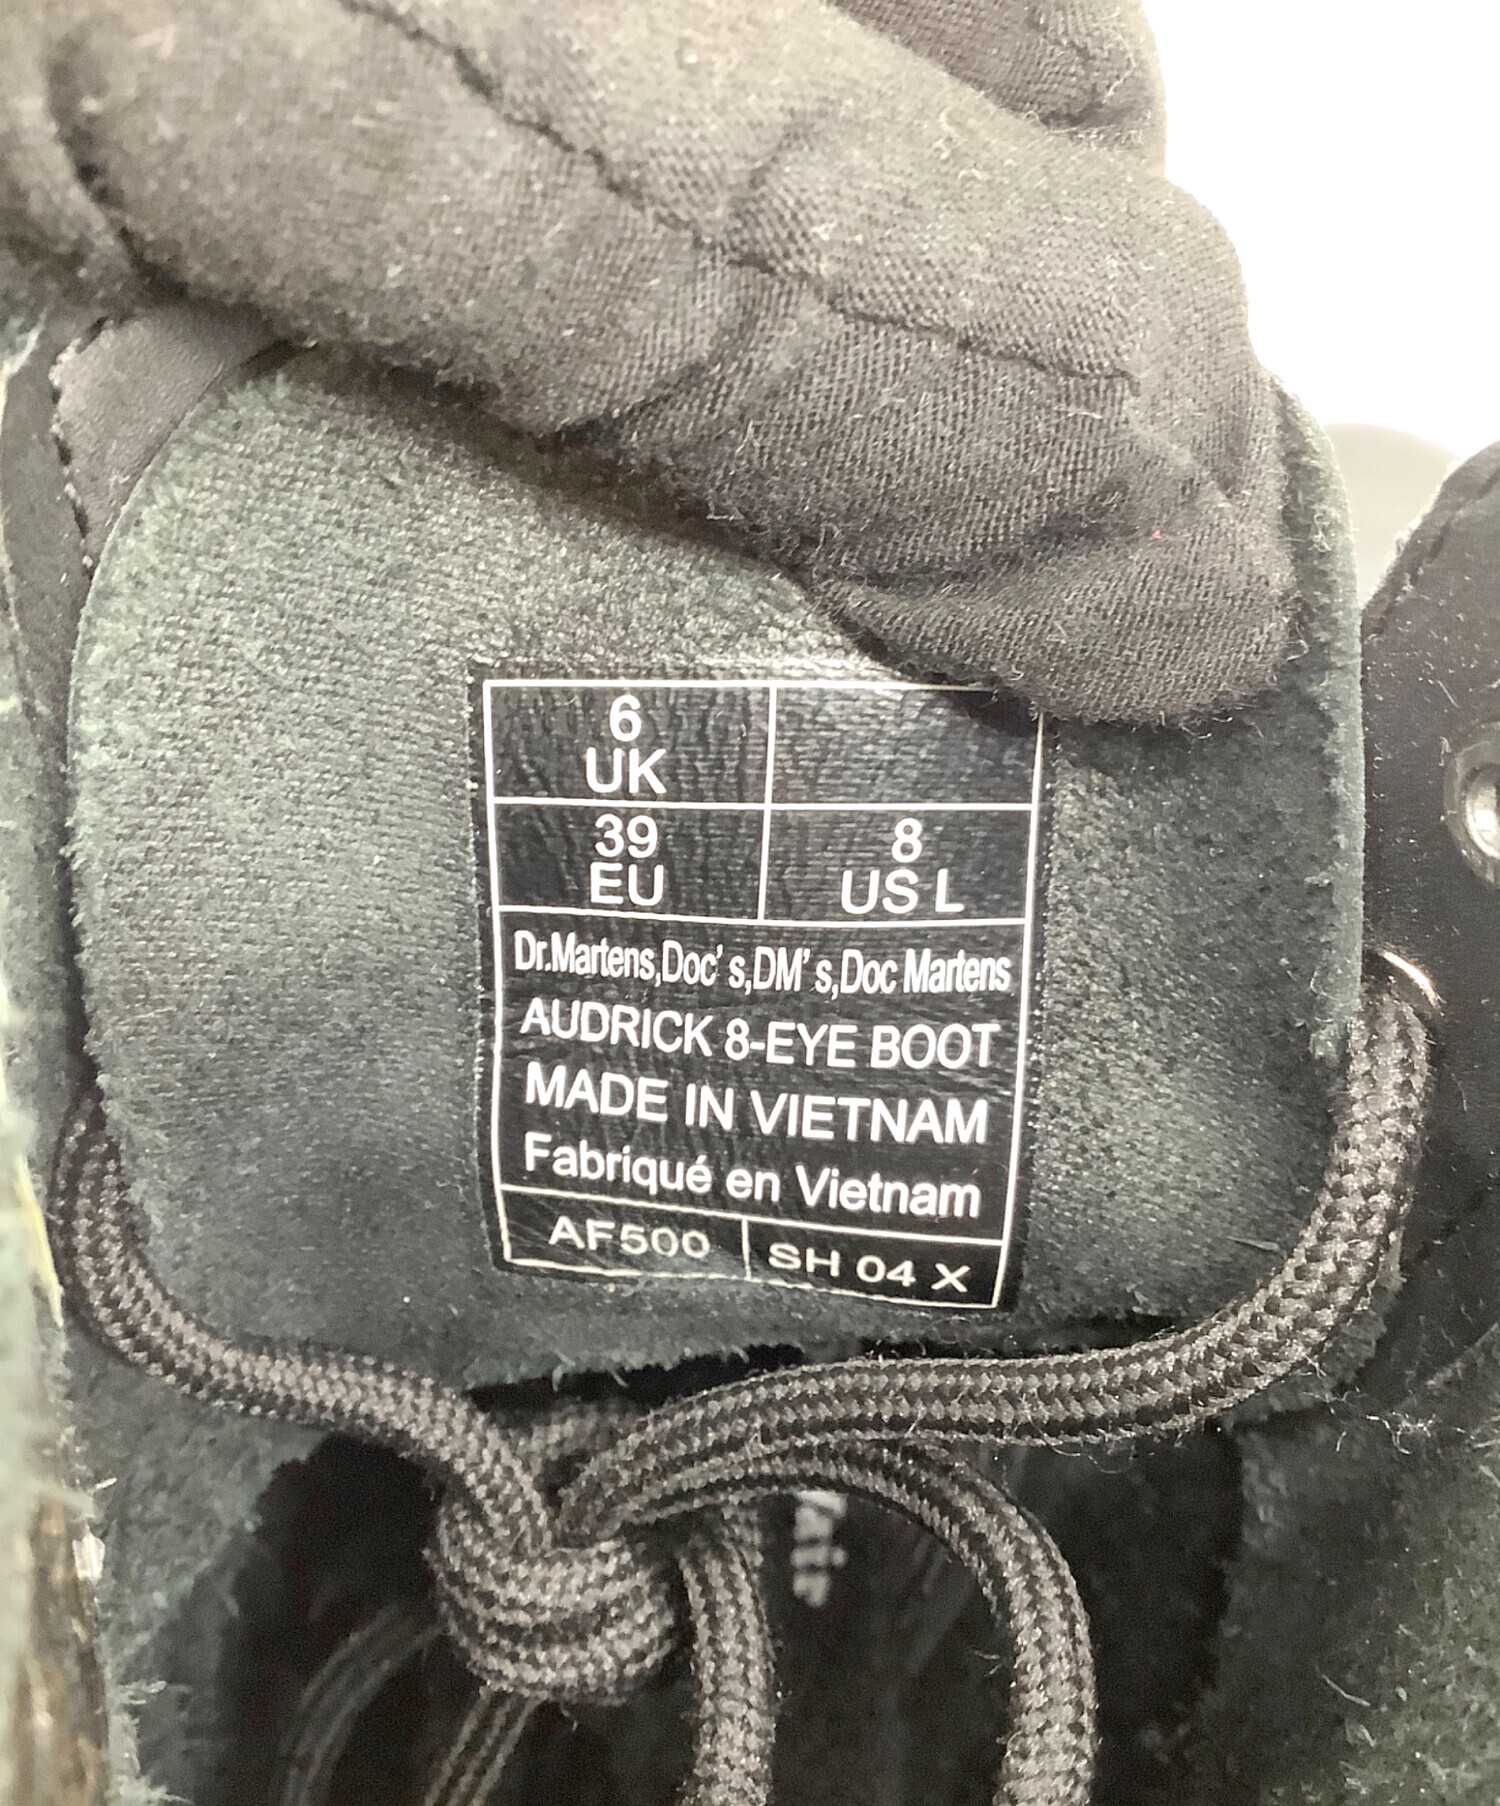 6
UK
39
EU
8
US L
Dr.Martens,Doc's,DM's,Doc Martens
AUDRICK 8-EYE BOOT
MADE IN VIETNAM
Fabriqué en Vietnam
AF500
SH 04 X